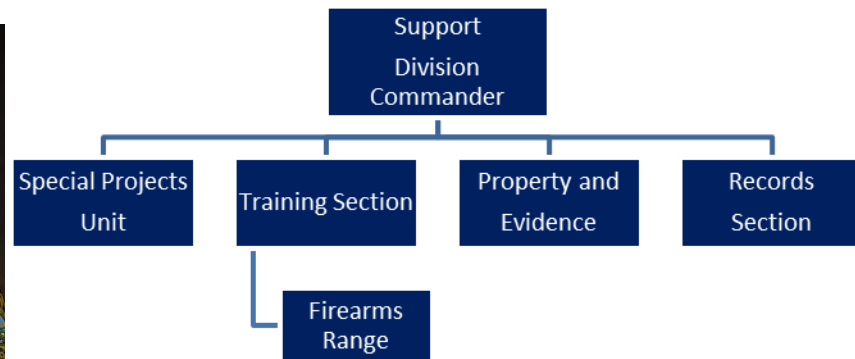 Support
Division
Commander
Special Projects
Unit
Training Section
Property and
Evidence
Records
Section
Firearms
Range